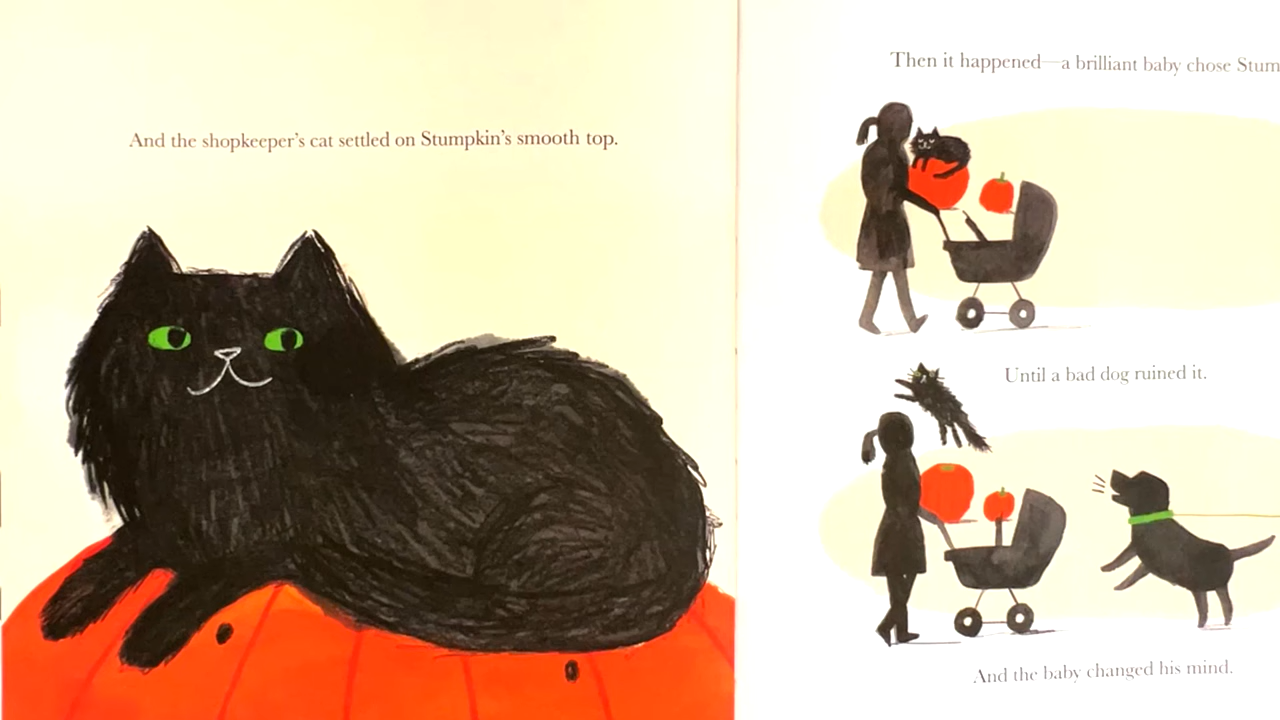 And the shopkeeper's cat settled on Stumpkin's smooth top.
Then it happened—a brilliant baby chose Stum
Until a bad dog ruined it.
And the baby changed his mind.